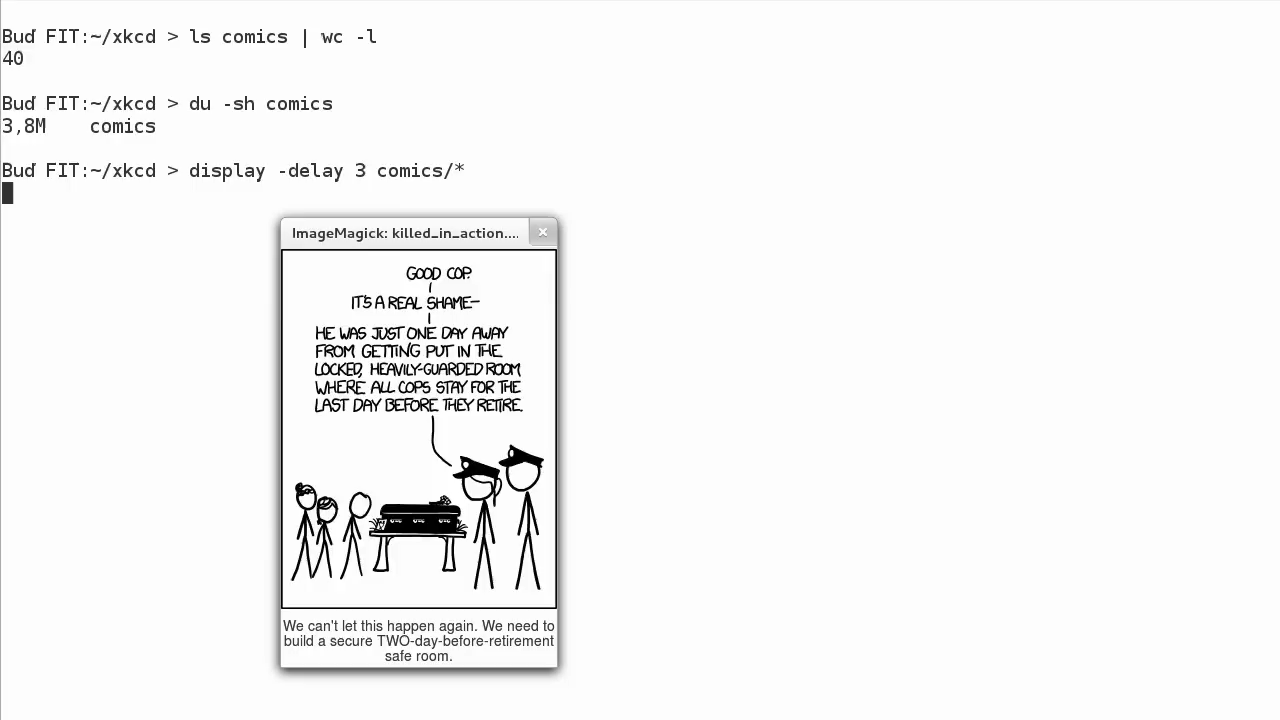 Buď FIT:~/xkcd > ls comics | wc -l
40
Buď FIT:~/xkcd > du -sh comics
3,8M    comics
Buď FIT:~/xkcd > display -delay 3 comics/*
ImageMagick: killed_in_action....
GOOD COP.
IT'S A REAL SHAME—
HE WAS JUST ONE DAY AWAY
FROM GETTING PUT IN THE
LOCKED, HEAVILY-GUARDED ROOM
WHERE ALL COPS STAY FOR THE
LAST DAY BEFORE THEY RETIRE.
We can't let this happen again. We need to
build a secure TWO-day-before-retirement
safe room.